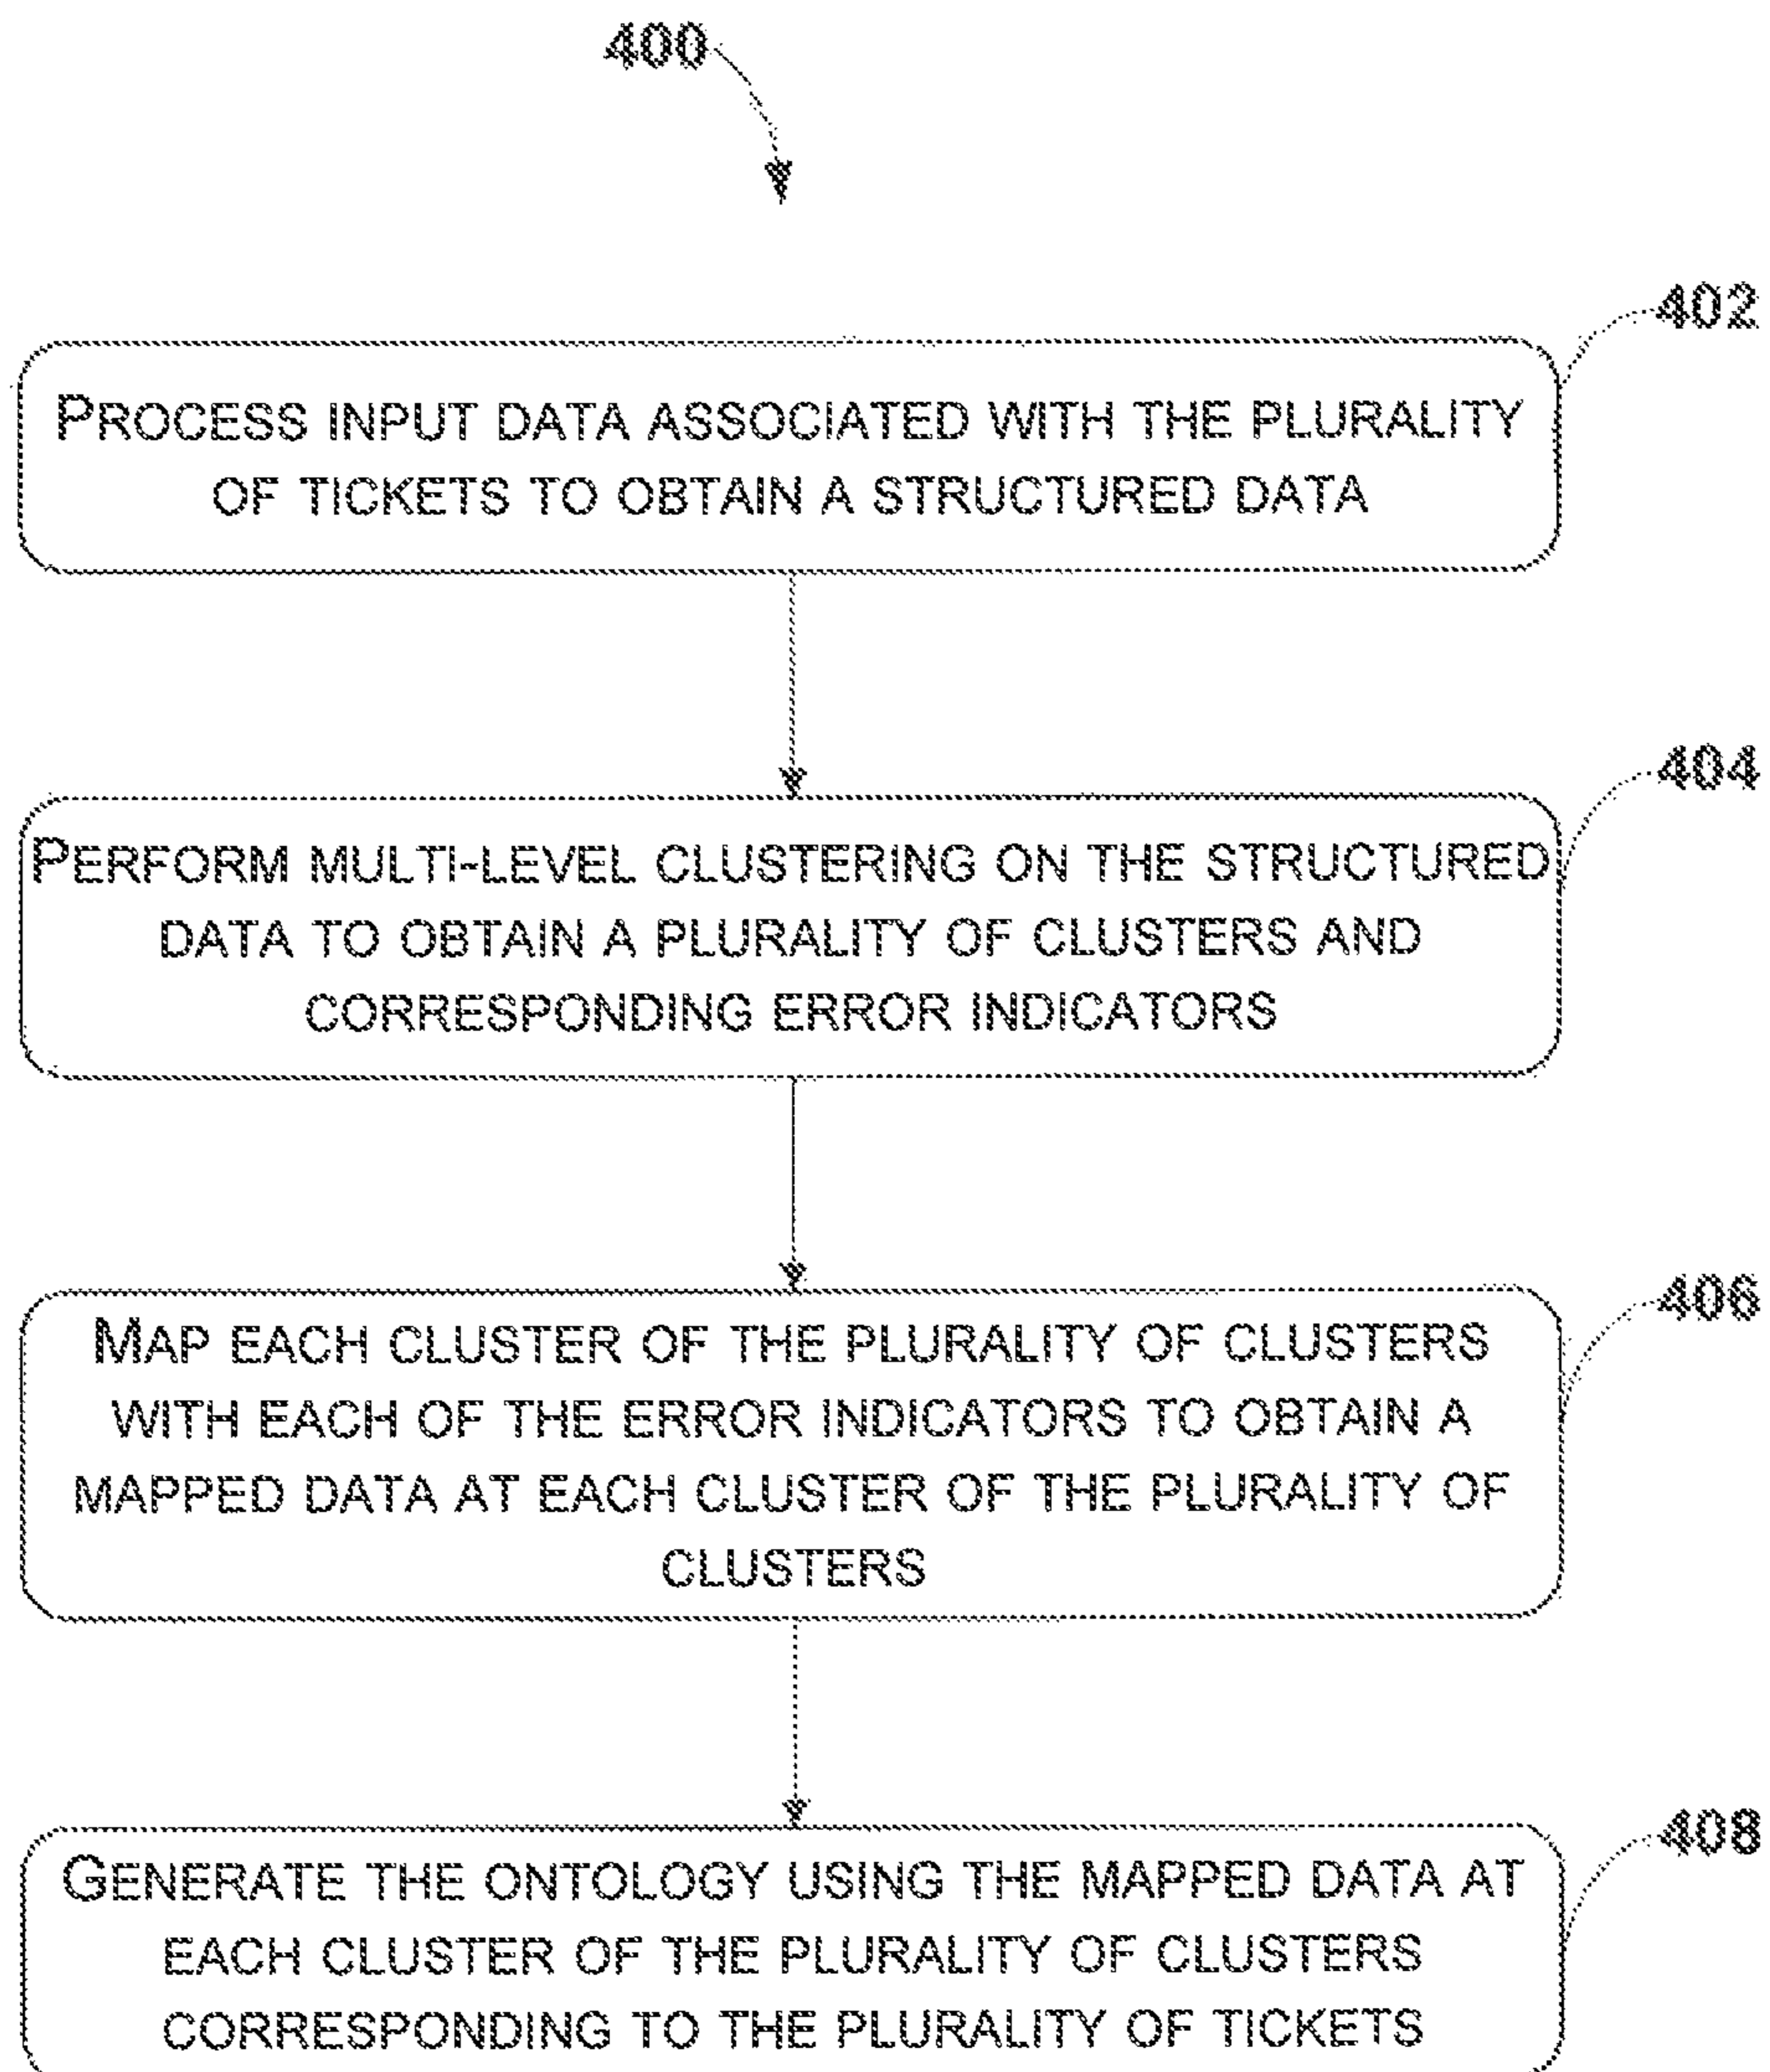 400
402
PROCESS INPUT DATA ASSOCIATED WITH THE PLURALITY
OF TICKETS TO OBTAIN A STRUCTURED DATA
404
PERFORM MULTI-LEVEL CLUSTERING ON THE STRUCTURED
DATA TO OBTAIN A PLURALITY OF CLUSTERS AND
CORRESPONDING ERROR INDICATORS
406
MAP EACH CLUSTER OF THE PLURALITY OF CLUSTERS
WITH EACH OF THE ERROR INDICATORS TO OBTAIN A
MAPPED DATA AT EACH CLUSTER OF THE PLURALITY OF
CLUSTERS
408
GENERATE THE ONTOLOGY USING THE MAPPED DATA AT
EACH CLUSTER OF THE PLURALITY OF CLUSTERS
CORRESPONDING TO THE PLURALITY OF TICKETS